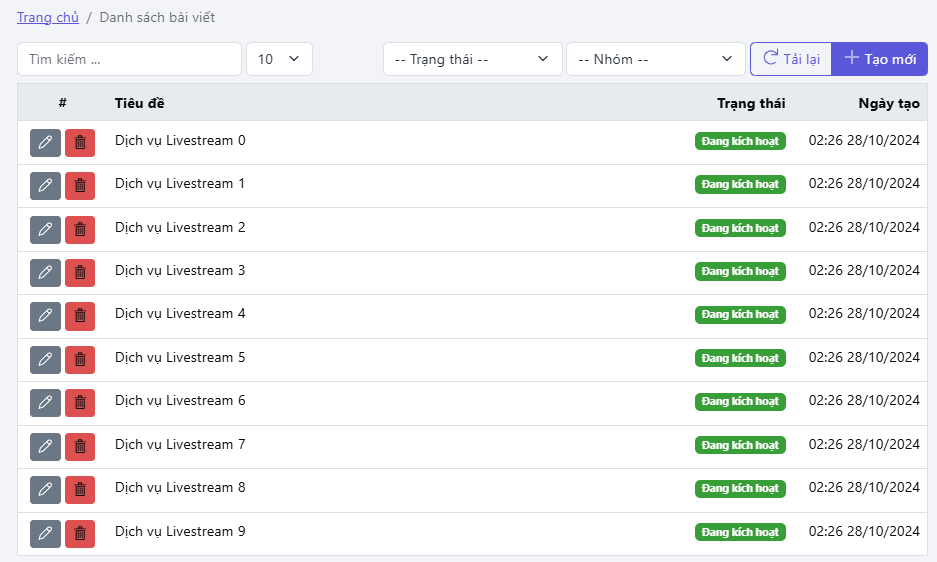 Trang chủ / Danh sách bài viết
Tìm kiếm ... 10 -- Trạng thái -- -- Nhóm -- Tải lại Tạo mới
# Tiêu đề Trạng thái Ngày tạo
Dịch vụ Livestream 0 Đang kích hoạt 02:26 28/10/2024
Dịch vụ Livestream 1 Đang kích hoạt 02:26 28/10/2024
Dịch vụ Livestream 2 Đang kích hoạt 02:26 28/10/2024
Dịch vụ Livestream 3 Đang kích hoạt 02:26 28/10/2024
Dịch vụ Livestream 4 Đang kích hoạt 02:26 28/10/2024
Dịch vụ Livestream 5 Đang kích hoạt 02:26 28/10/2024
Dịch vụ Livestream 6 Đang kích hoạt 02:26 28/10/2024
Dịch vụ Livestream 7 Đang kích hoạt 02:26 28/10/2024
Dịch vụ Livestream 8 Đang kích hoạt 02:26 28/10/2024
Dịch vụ Livestream 9 Đang kích hoạt 02:26 28/10/2024